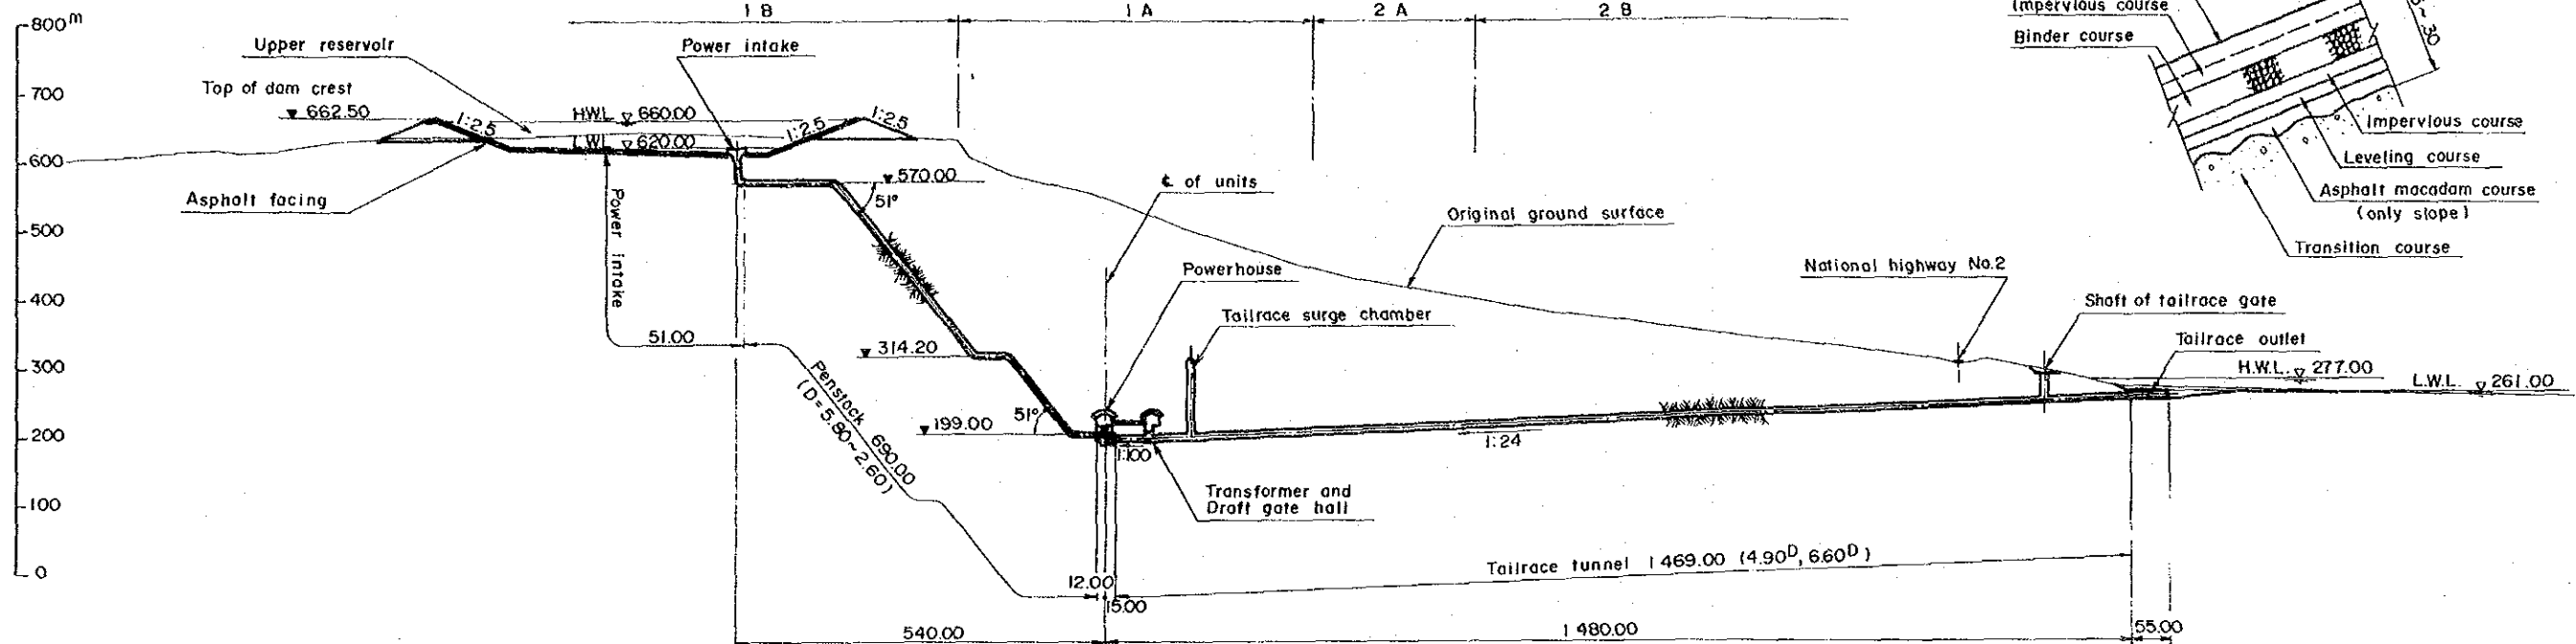 800m
700
600
500
400
300
200
100
0
1 B
1 A
2 A
2 B
Upper reservoir
Power intake
Top of dam crest
662.50
1:2.5
H.W.L. 660.00
1:2.5
1:2.5
L.W.L. 620.00
Asphalt facing
570.00
51°
Power intake
51.00
℄ of units
Original ground surface
Powerhouse
Tailrace surge chamber
314.20
Penstock 690.00
(D=5.80~2.60)
51°
199.00
1:100
1:24
Transformer and
Draft gate hall
National highway No.2
Shaft of tailrace gate
Tailrace outlet
H.W.L. 277.00
L.W.L. 261.00
Tailrace tunnel 1 469.00 (4.90D, 6.60D)
12.00
15.00
540.00
1 480.00
55.00
Impervious course
Binder course
30
Impervious course
Leveling course
Asphalt macadam course
(only slope)
Transition course